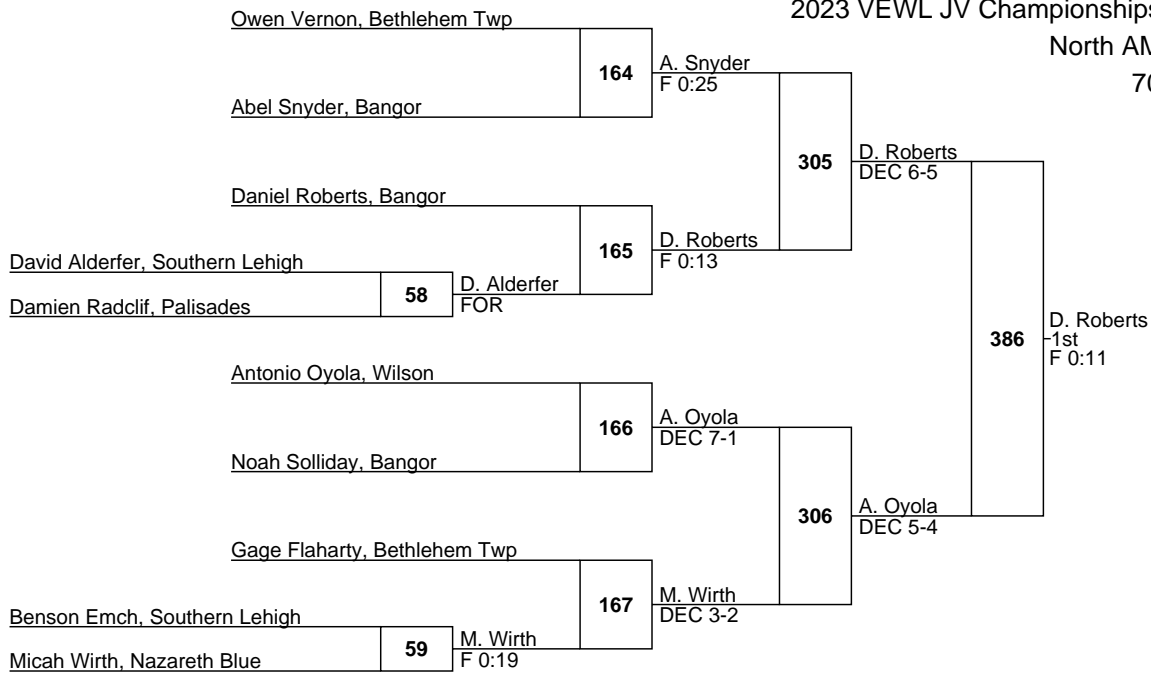 2023 VEWL JV Championships
North AM
70
Owen Vernon, Bethlehem Twp
164
A. Snyder
F 0:25
Abel Snyder, Bangor
305
D. Roberts
DEC 6-5
Daniel Roberts, Bangor
165
D. Roberts
F 0:13
David Alderfer, Southern Lehigh
58
D. Alderfer
FOR
Damien Radclif, Palisades
386
D. Roberts
1st
F 0:11
Antonio Oyola, Wilson
166
A. Oyola
DEC 7-1
Noah Solliday, Bangor
306
A. Oyola
DEC 5-4
Gage Flaharty, Bethlehem Twp
167
M. Wirth
DEC 3-2
Benson Emch, Southern Lehigh
59
M. Wirth
F 0:19
Micah Wirth, Nazareth Blue